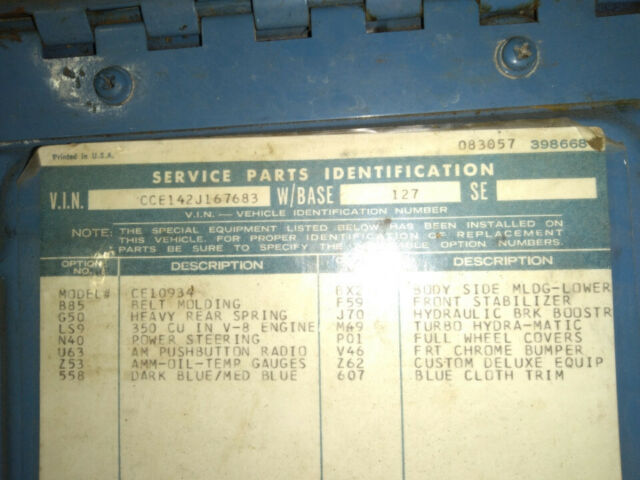 Printed in U.S.A.
083057 398668
SERVICE PARTS IDENTIFICATION
V.I.N. CCE142J167683 W/BASE 127 SE
V.I.N. — VEHICLE IDENTIFICATION NUMBER
NOTE: THE SPECIAL EQUIPMENT LISTED BELOW HAS BEEN INSTALLED ON
THIS VEHICLE. FOR PROPER IDENTIFICATION OF REPLACEMENT
PARTS BE SURE TO SPECIFY THE OPTION NUMBERS.
OPTION NO. DESCRIPTION DESCRIPTION
MODEL# CE10934 BX2 BODY SIDE MLDG-LOWER
B85 BELT MOLDING F59 FRONT STABILIZER
G50 HEAVY REAR SPRING J70 HYDRAULIC BRK BOOSTR
LS9 350 CU IN V-8 ENGINE M49 TURBO HYDRA-MATIC
N40 POWER STEERING P01 FULL WHEEL COVERS
U63 AM PUSHBUTTON RADIO V46 FRT CHROME BUMPER
Z53 AMM-OIL-TEMP GAUGES Z62 CUSTOM DELUXE EQUIP
558 DARK BLUE/MED BLUE 607 BLUE CLOTH TRIM